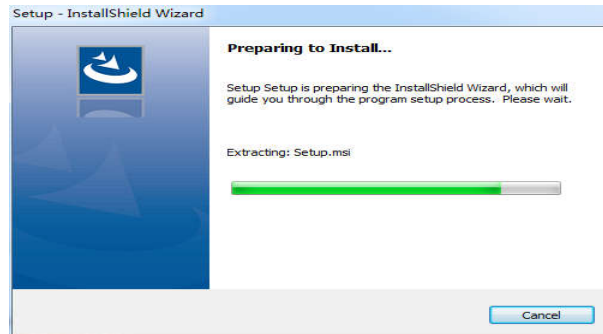 Setup - InstallShield Wizard
Preparing to Install...
Setup Setup is preparing the InstallShield Wizard, which will
guide you through the program setup process. Please wait.
Extracting: Setup.msi
Cancel